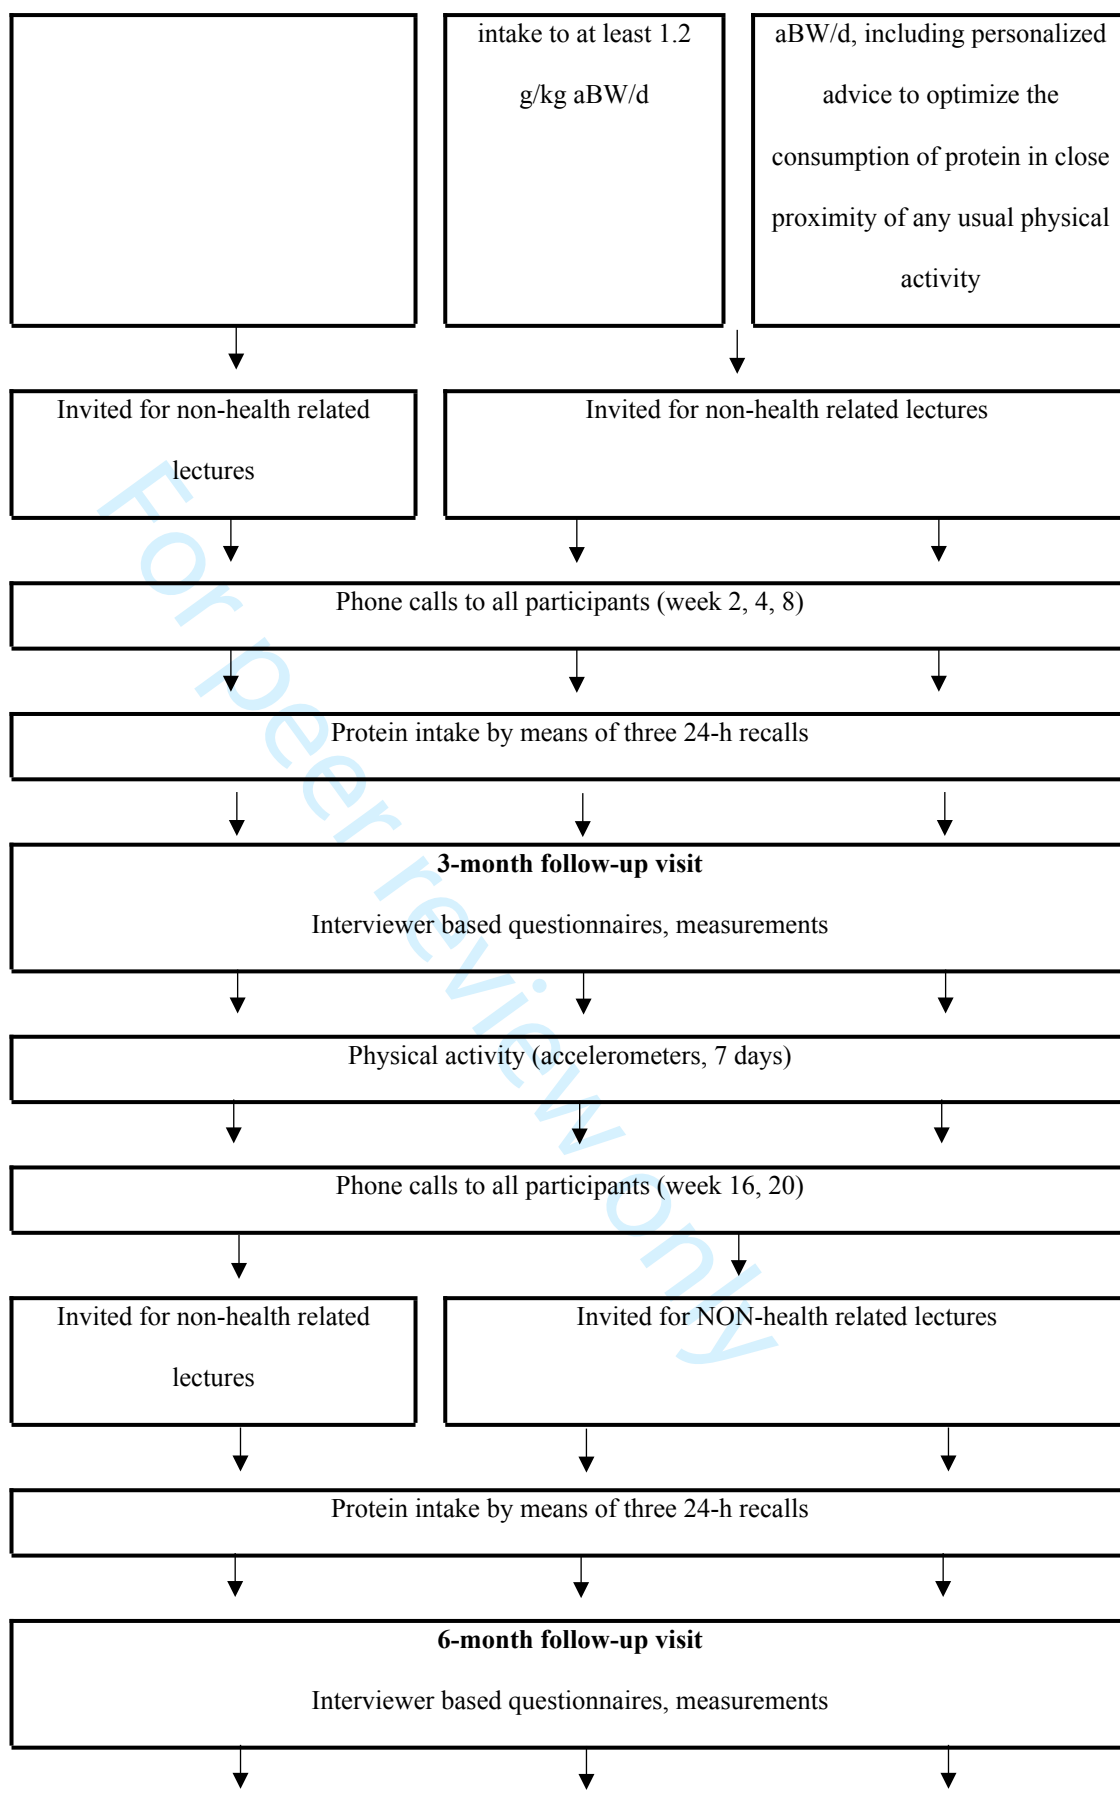 intake to at least 1.2
g/kg aBW/d
aBW/d, including personalized
advice to optimize the
consumption of protein in close
proximity of any usual physical
activity
Invited for non-health related
lectures
Invited for non-health related lectures
Phone calls to all participants (week 2, 4, 8)
Protein intake by means of three 24-h recalls
3-month follow-up visit
Interviewer based questionnaires, measurements
Physical activity (accelerometers, 7 days)
Phone calls to all participants (week 16, 20)
Invited for non-health related
lectures
Invited for NON-health related lectures
Protein intake by means of three 24-h recalls
6-month follow-up visit
Interviewer based questionnaires, measurements
For peer review only